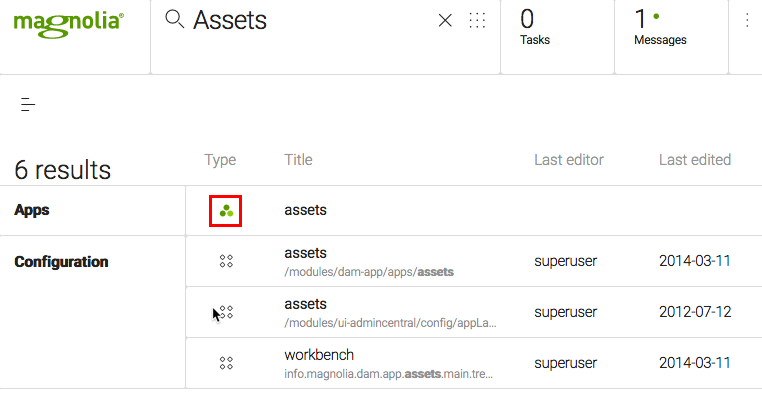 magnolia®
Assets
0
Tasks
1
Messages
6 results
Type Title Last editor Last edited
Apps
assets
Configuration
assets
/modules/dam-app/apps/assets
superuser 2014-03-11
assets
/modules/ui-admincentral/config/appLa...
superuser 2012-07-12
workbench
info.magnolia.dam.app.assets.main.tre...
superuser 2014-03-11